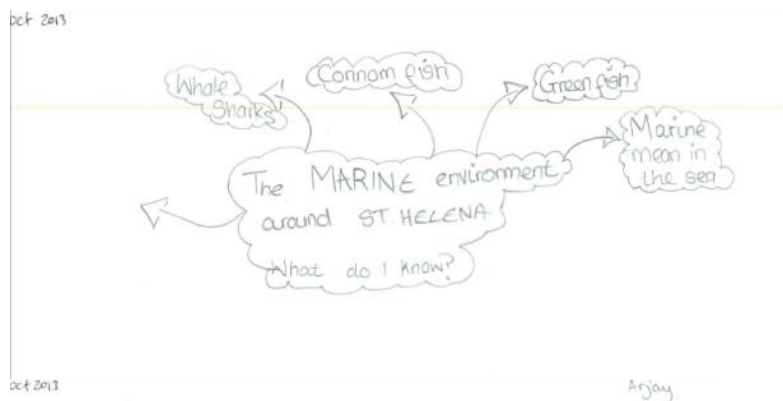 oct 2013
Whale
Sharks
Connom fish
Green fish
Marine
mean in
the sea
The MARINE environment
around ST. HELENA
What do I know?
oct 2013
Arjay